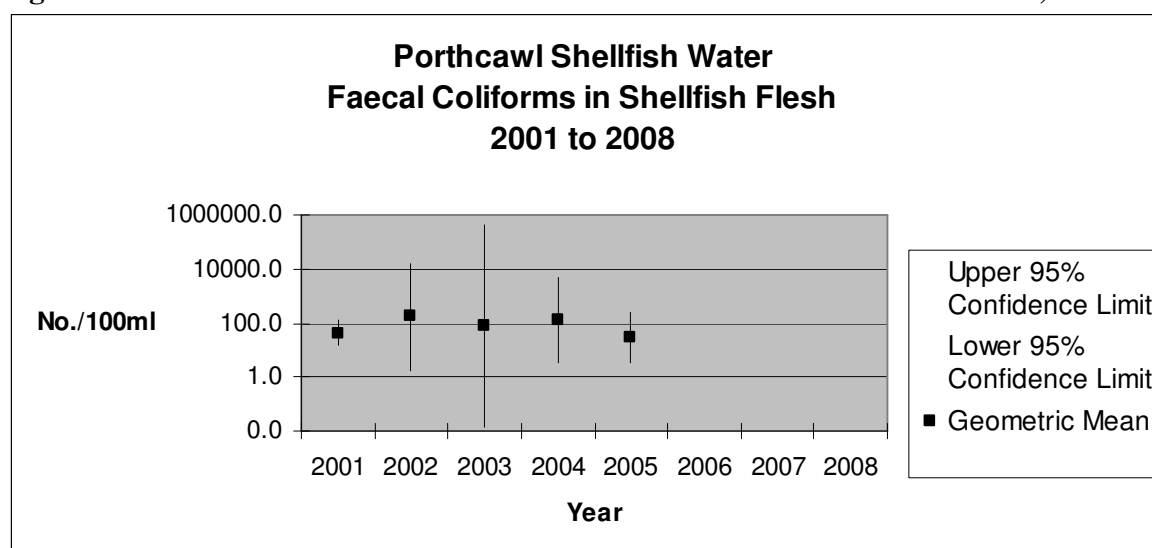 Porthcawl Shellfish Water
Faecal Coliforms in Shellfish Flesh
2001 to 2008
1000000.0
10000.0
100.0
1.0
0.0
No./100ml
2001 2002 2003 2004 2005 2006 2007 2008
Year
Upper 95%
Confidence Limit
Lower 95%
Confidence Limit
Geometric Mean